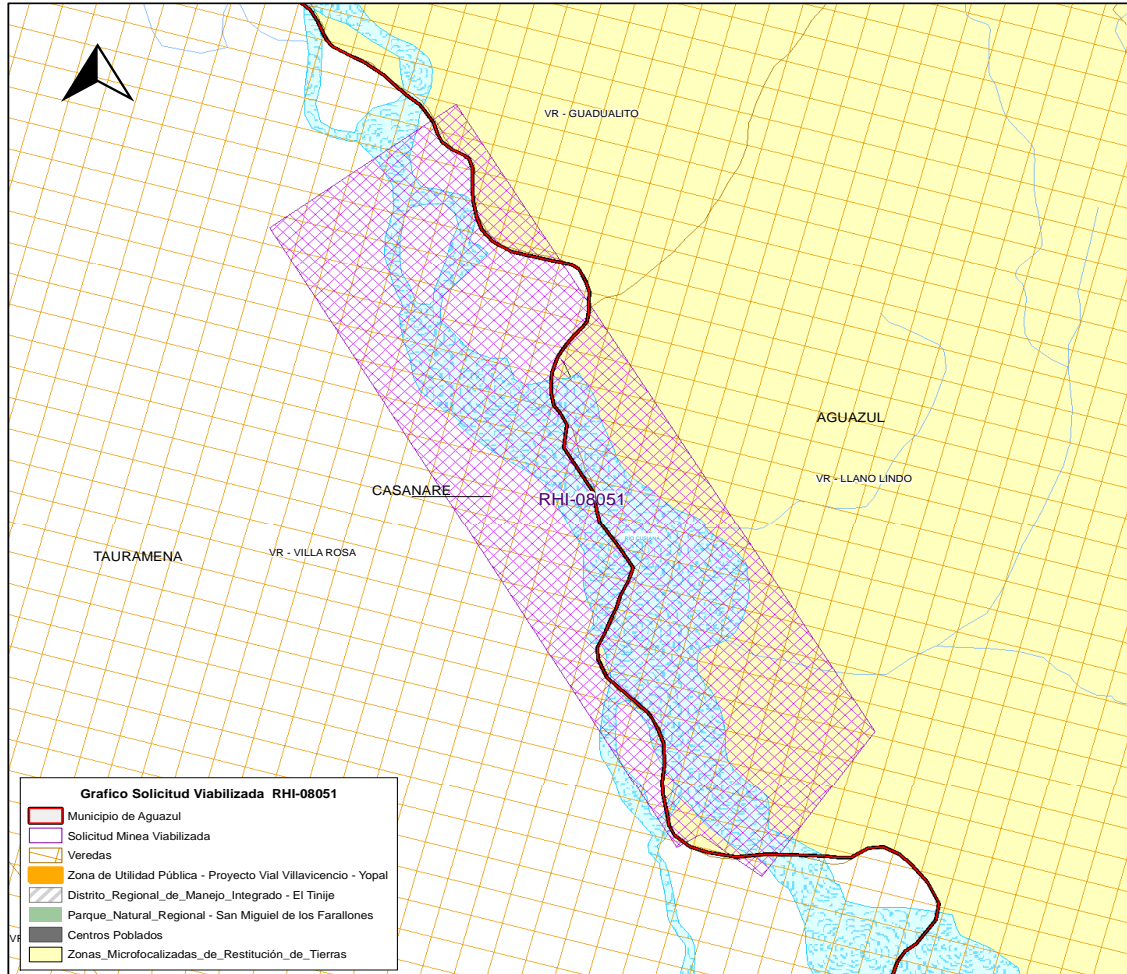 VR - GUADUALITO
AGUAZUL
VR - LLANO LINDO
CASANARE
RHI-08051
TAURAMENA
VR - VILLA ROSA
Grafico Solicitud Viabilizada RHI-08051
Municipio de Aguazul
Solicitud Minea Viabilizada
Veredas
Zona de Utilidad Pública - Proyecto Vial Villavicencio - Yopal
Distrito_Regional_de_Manejo_Integrado - El Tinije
Parque_Natural_Regional - San Miguiel de los Farallones
Centros Poblados
VR
Zonas_Microfocalizadas_de_Restitución_de_Tierras